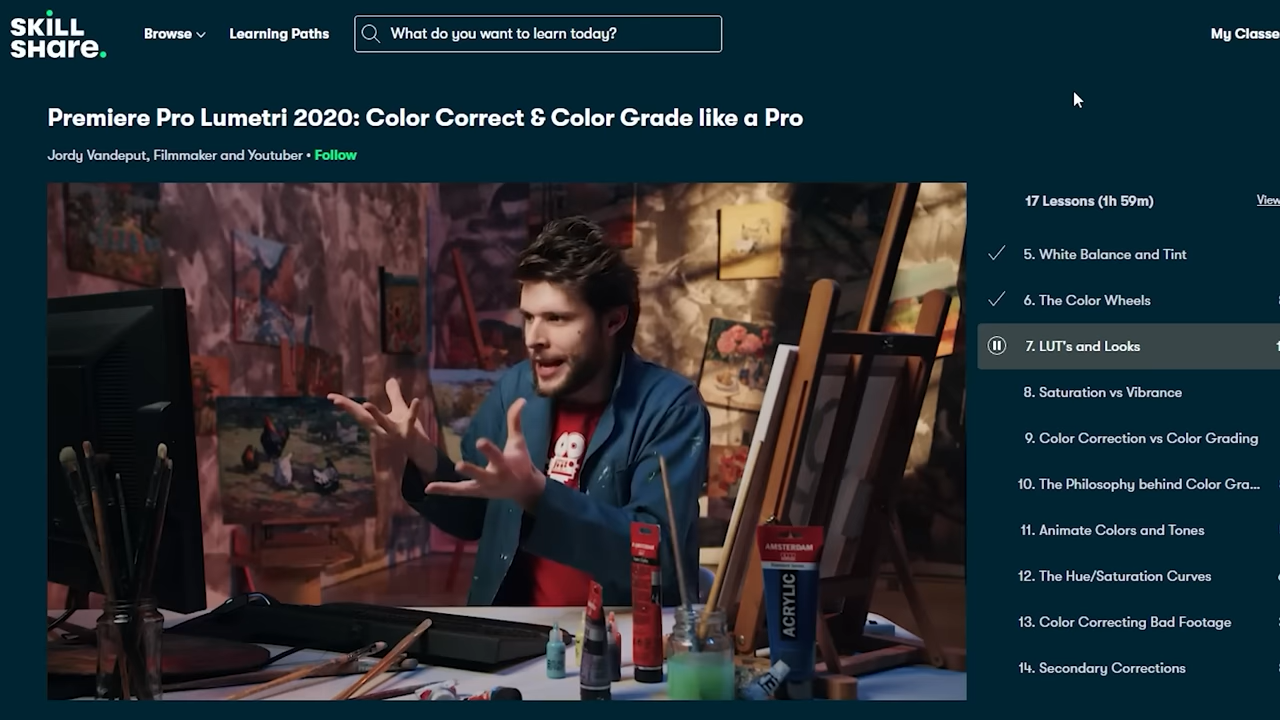 SKILL
SHare.
Browse
Learning Paths
What do you want to learn today?
My Classe
Premiere Pro Lumetri 2020: Color Correct & Color Grade like a Pro
Jordy Vandeput, Filmmaker and Youtuber • Follow
17 Lessons (1h 59m)
View
5. White Balance and Tint
6. The Color Wheels
7. LUT's and Looks
8. Saturation vs Vibrance
9. Color Correction vs Color Grading
10. The Philosophy behind Color Gra...
11. Animate Colors and Tones
12. The Hue/Saturation Curves
13. Color Correcting Bad Footage
14. Secondary Corrections
AMSTERDAM
ACRYLIC